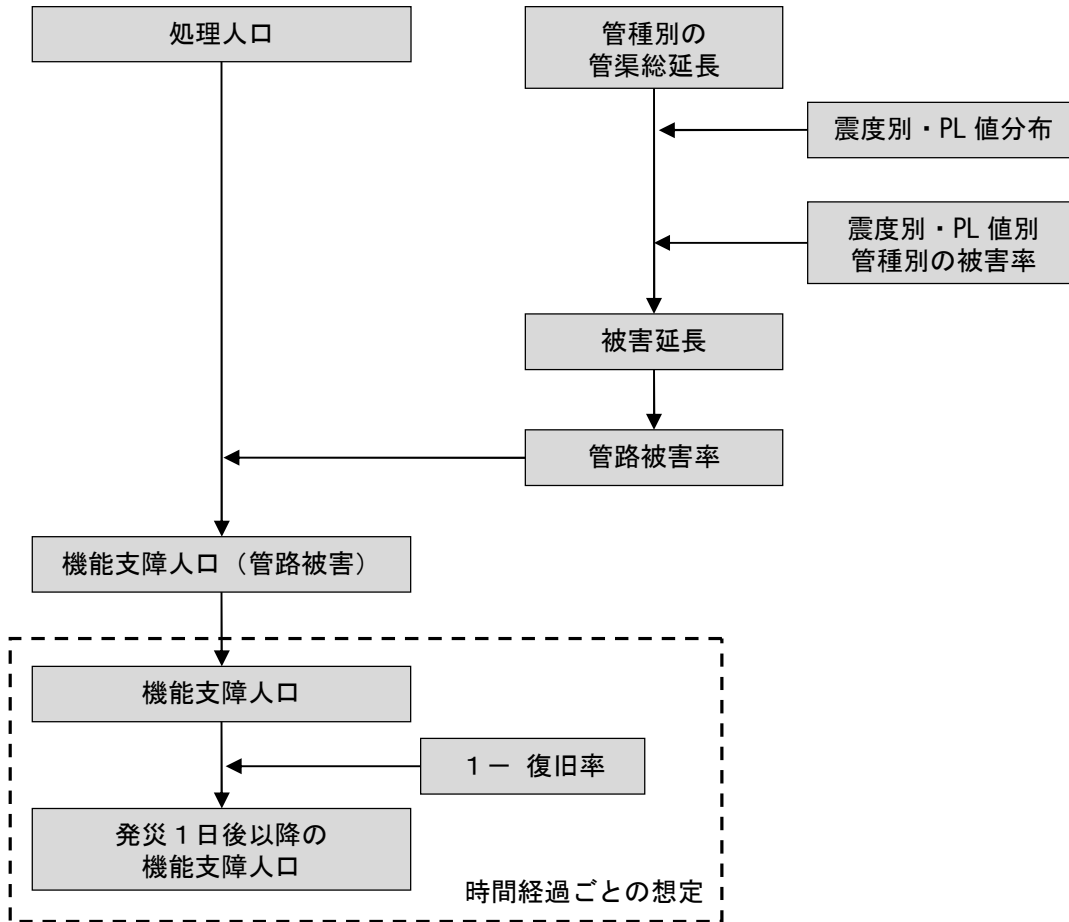 処理人口
管種別の
管渠総延長
震度別・PL 値分布
震度別・PL 値別
管種別の被害率
被害延長
管路被害率
機能支障人口（管路被害）
機能支障人口
１－ 復旧率
発災１日後以降の
機能支障人口
時間経過ごとの想定